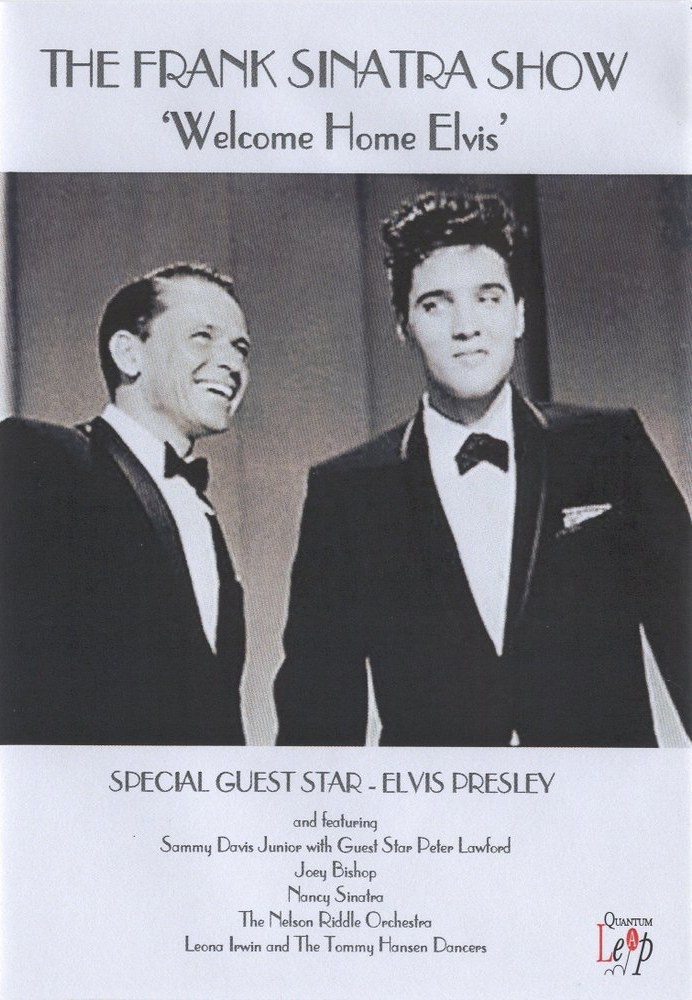 THE FRANK SINATRA SHOW
'Welcome Home Elvis'
SPECIAL GUEST STAR - ELVIS PRESLEY
and featuring
Sammy Davis Junior with Guest Star Peter Lawford
Joey Bishop
Nancy Sinatra
The Nelson Riddle Orchestra
Leona Irwin and The Tommy Hansen Dancers
QUANTUM
LeAp